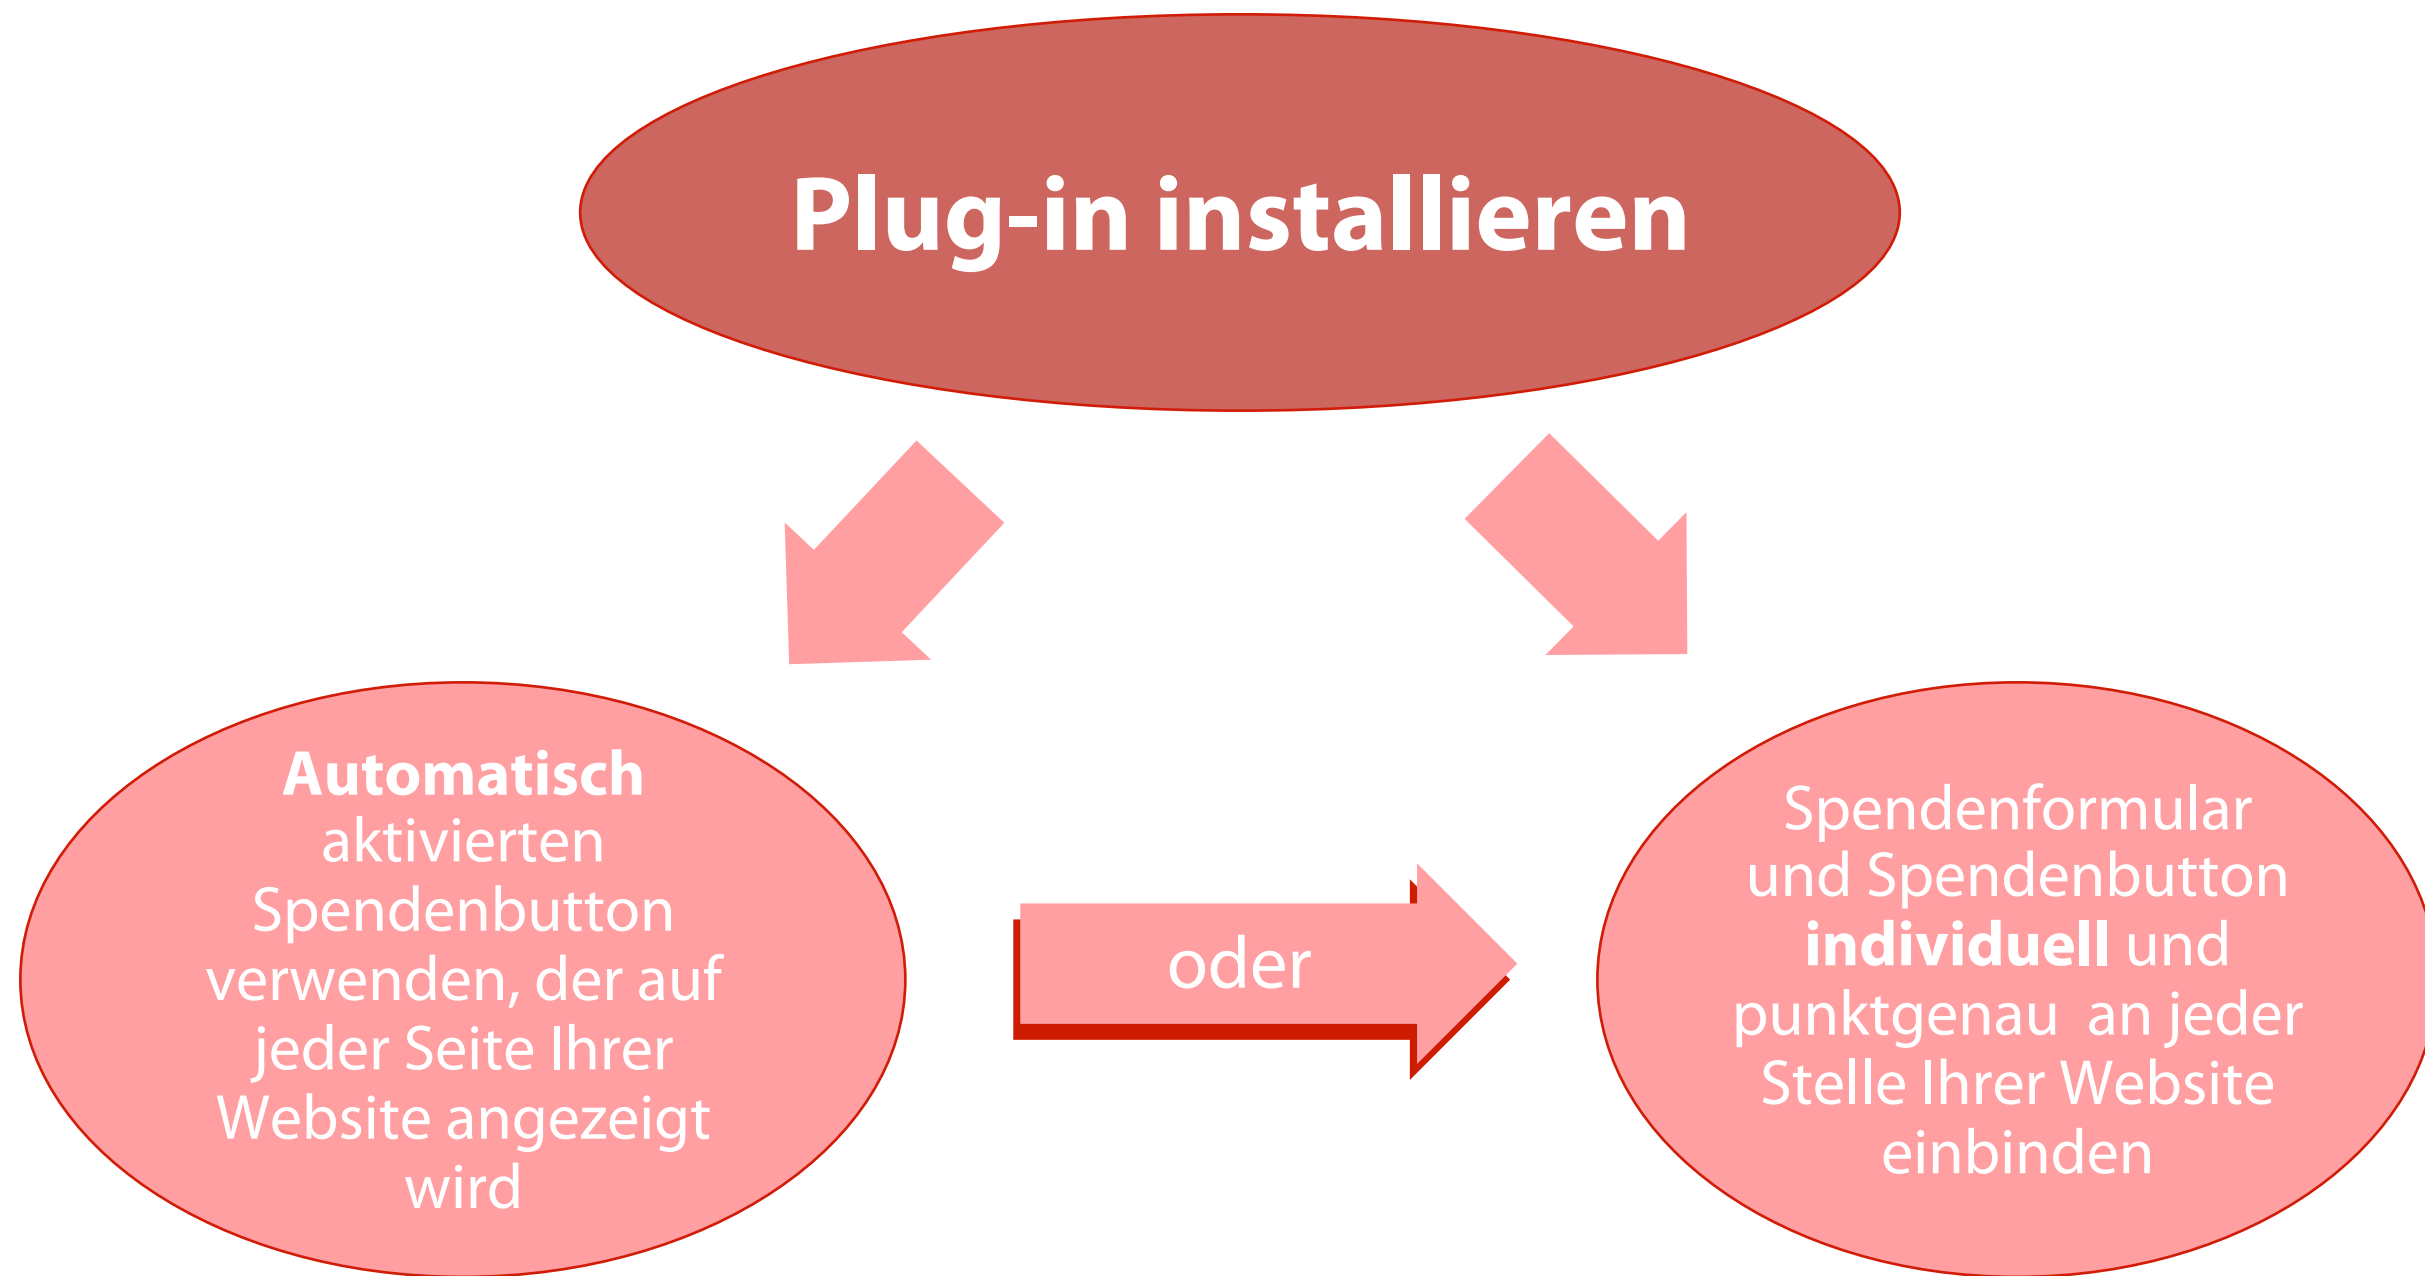 Plug-in installieren
Automatisch
aktivierten
Spendenbutton
verwenden, der auf
jeder Seite Ihrer
Website angezeigt
wird
oder
Spendenformular
und Spendenbutton
individuell und
punktgenau  an jeder
Stelle Ihrer Website
einbinden